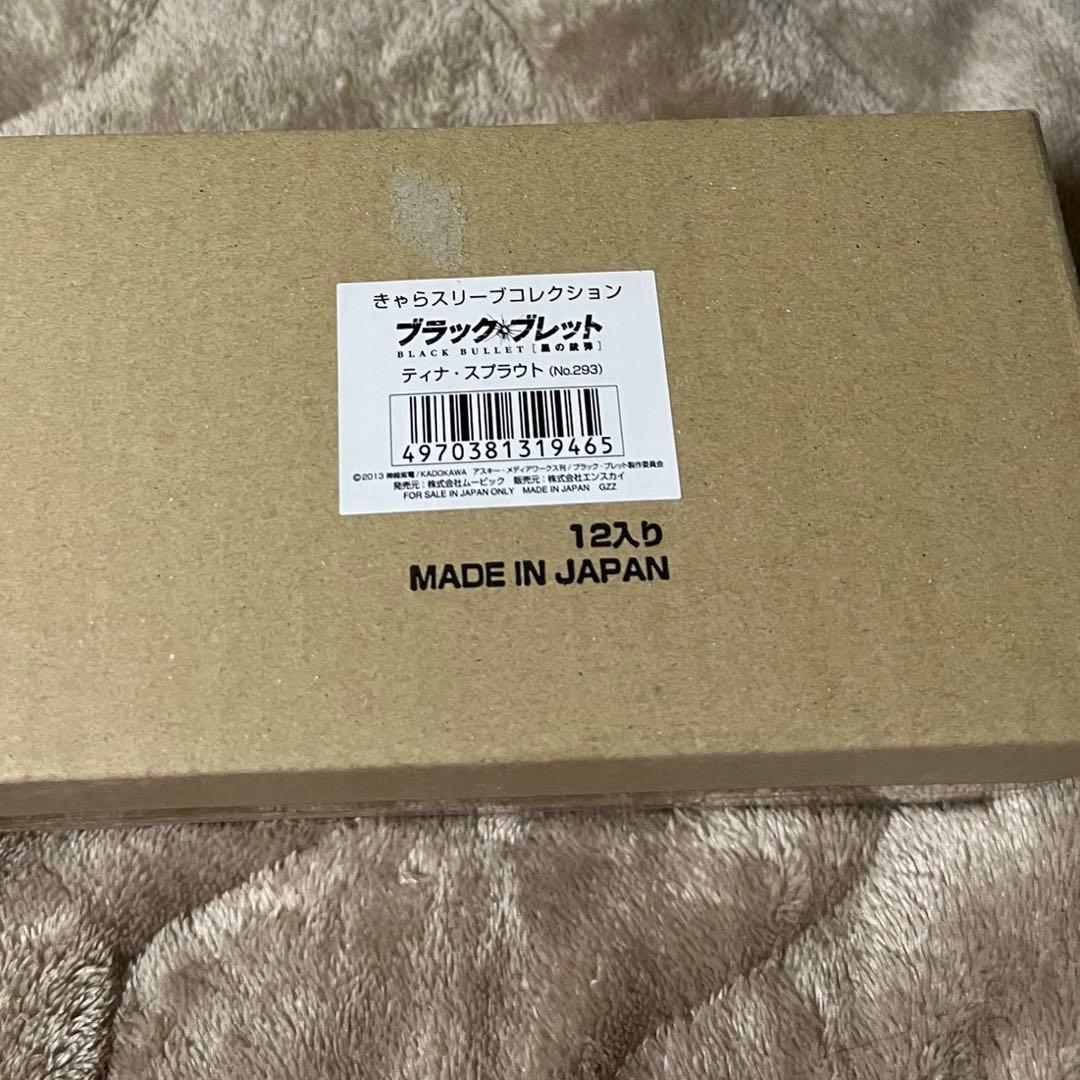 きゃらスリーブコレクション
ブラック・ブレット
BLACK BULLET [黒の銃弾]
ティナ・スプラウト (No.293)
4970381319465
©2013 神崎紫電/KADOKAWA アスキー・メディアワークス刊/ブラック・ブレット製作委員会
発売元:株式会社ムービック 販売元:株式会社エンスカイ
FOR SALE IN JAPAN ONLY MADE IN JAPAN GZZ
12入り
MADE IN JAPAN